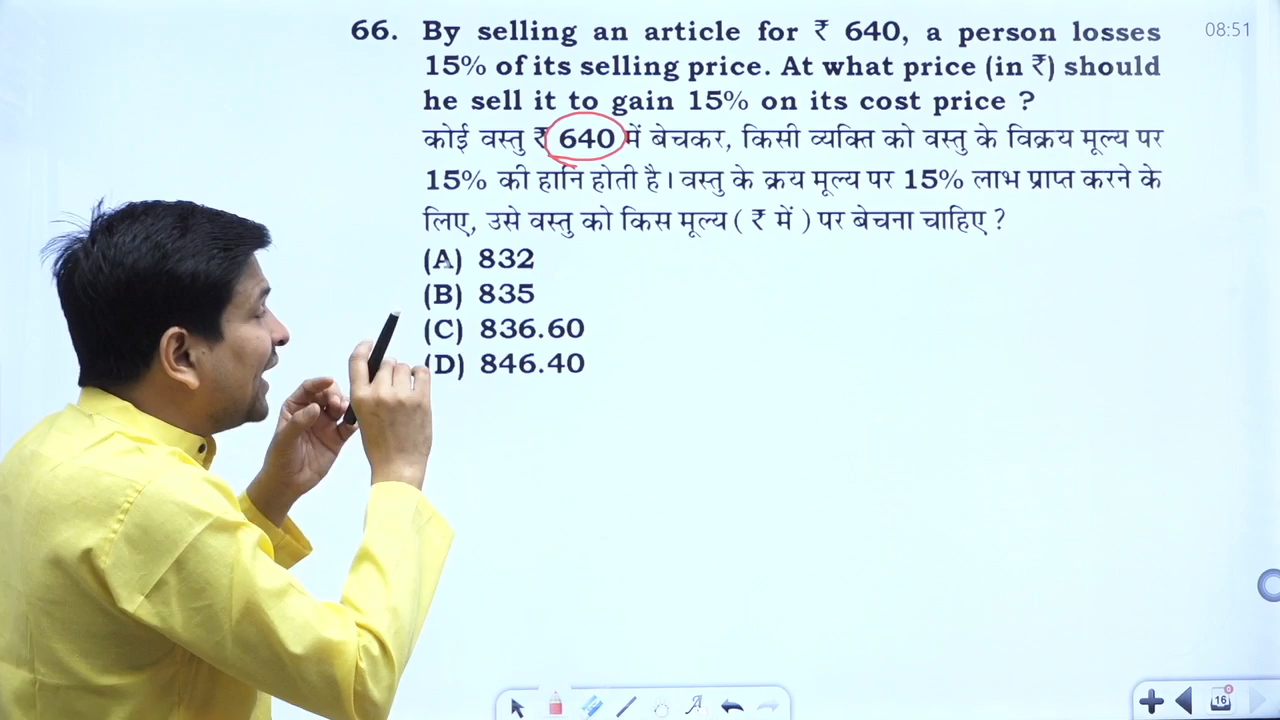 08:51
66. By selling an article for ₹ 640, a person losses
15% of its selling price. At what price (in ₹) should
he sell it to gain 15% on its cost price ?
कोई वस्तु ₹ 640 में बेचकर, किसी व्यक्ति को वस्तु के विक्रय मूल्य पर
15% की हानि होती है। वस्तु के क्रय मूल्य पर 15% लाभ प्राप्त करने के
लिए, उसे वस्तु को किस मूल्य ( ₹ में ) पर बेचना चाहिए ?
(A) 832
(B) 835
(C) 836.60
(D) 846.40
16